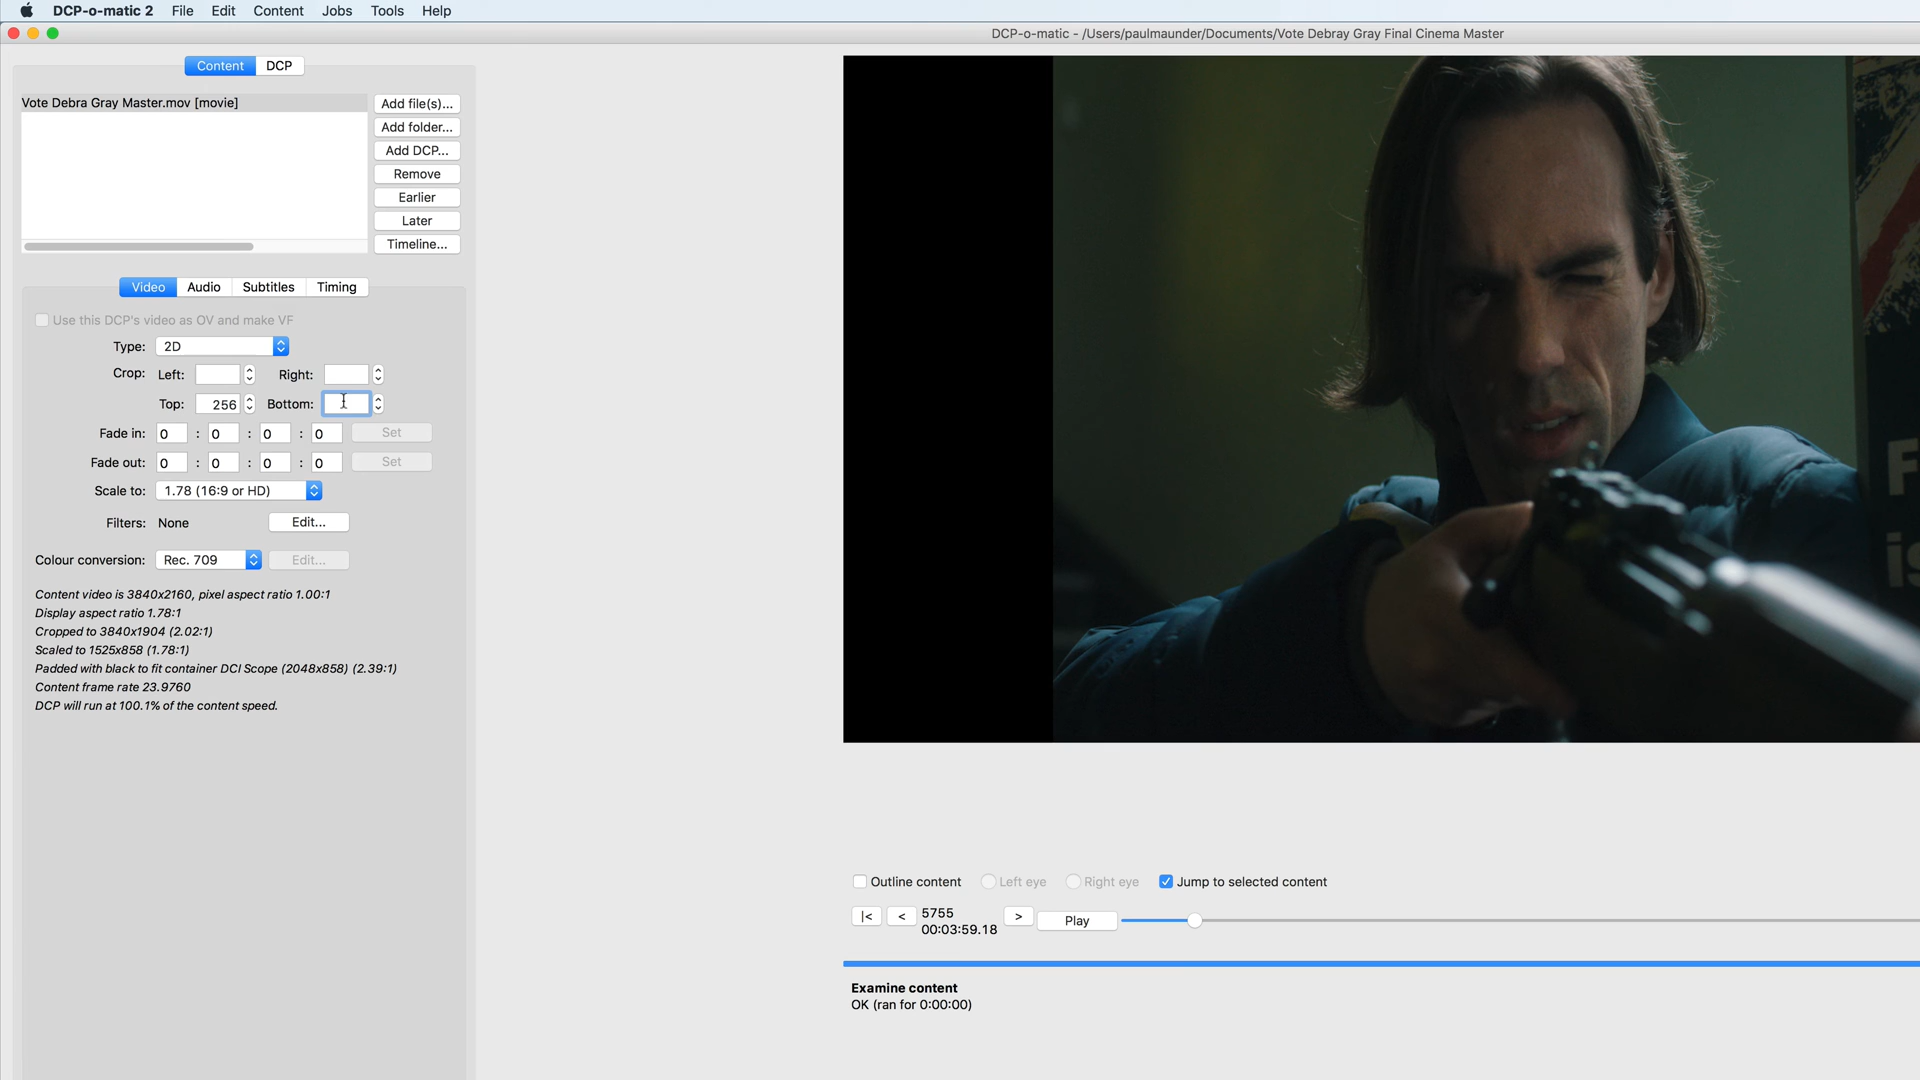 DCP-o-matic 2 File Edit Content Jobs Tools Help
DCP-o-matic - /Users/paulmaunder/Documents/Vote Debray Gray Final Cinema Master
Content DCP
Vote Debra Gray Master.mov [movie]
Add file(s)...
Add folder...
Add DCP...
Remove
Earlier
Later
Timeline...
Video Audio Subtitles Timing
Use this DCP's video as OV and make VF
Type: 2D
Crop: Left: Right:
Top: 256 Bottom:
Fade in: 0 : 0 : 0 : 0 Set
Fade out: 0 : 0 : 0 : 0 Set
Scale to: 1.78 (16:9 or HD)
Filters: None Edit...
Colour conversion: Rec. 709 Edit...
Content video is 3840x2160, pixel aspect ratio 1.00:1
Display aspect ratio 1.78:1
Cropped to 3840x1904 (2.02:1)
Scaled to 1525x858 (1.78:1)
Padded with black to fit container DCI Scope (2048x858) (2.39:1)
Content frame rate 23.9760
DCP will run at 100.1% of the content speed.
F
is
Outline content Left eye Right eye Jump to selected content
|< < 5755 > Play
00:03:59.18
Examine content
OK (ran for 0:00:00)